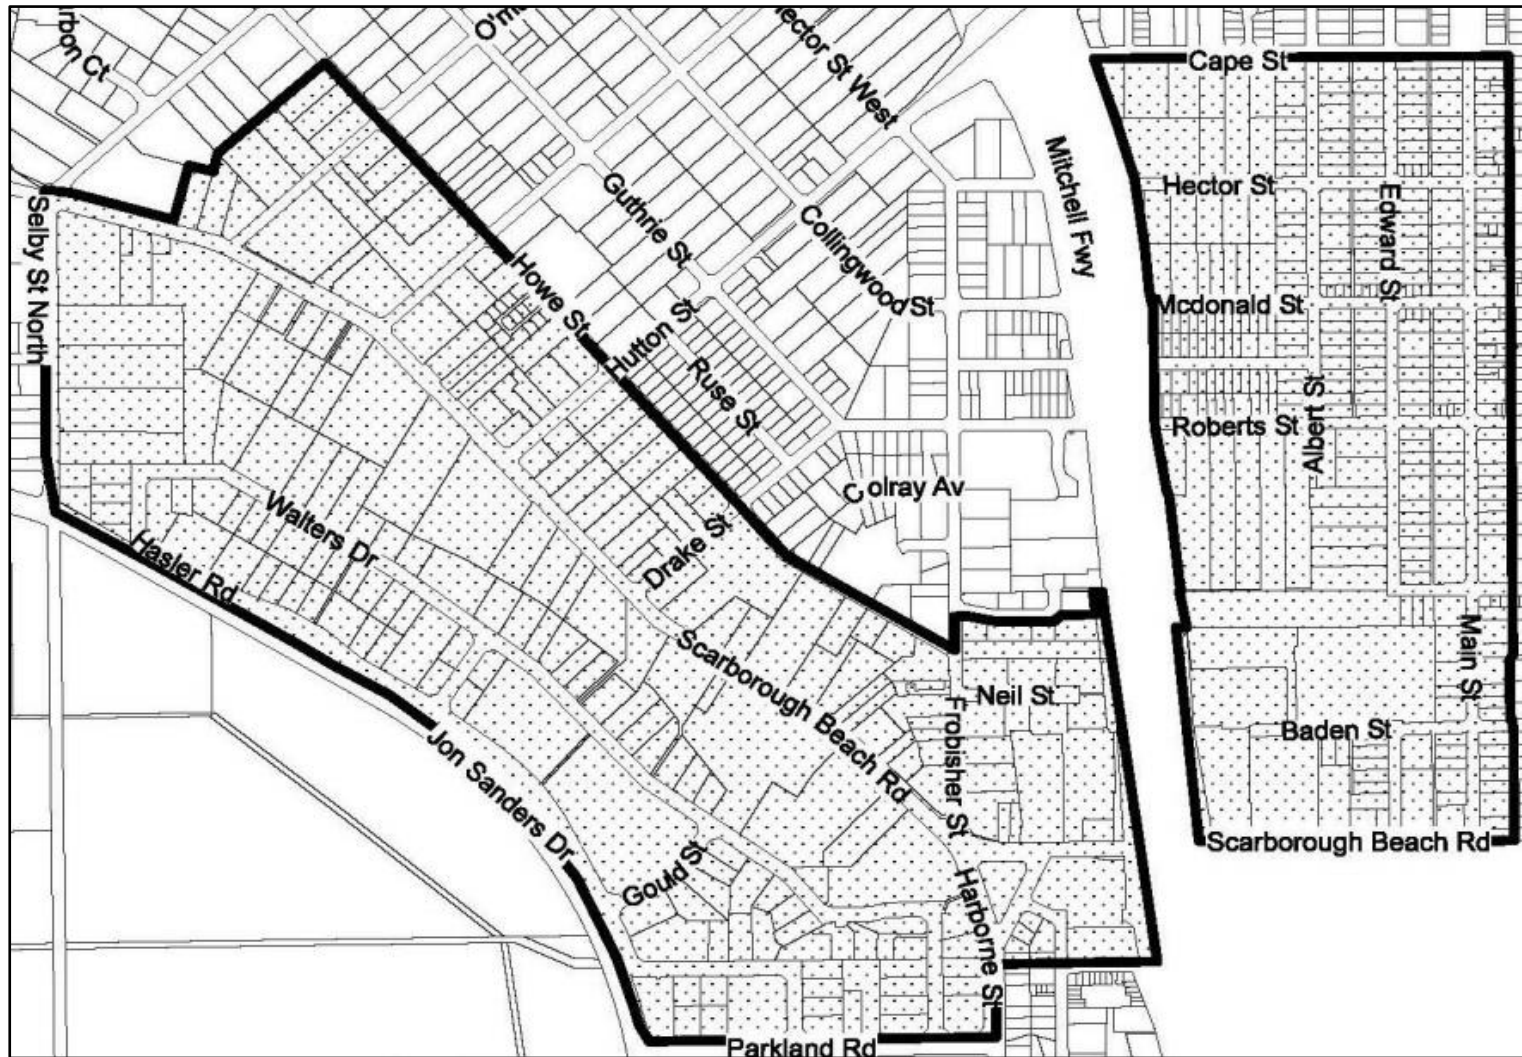 O'm
Hector St West
rbon Ct
Cape St
Mitchell Fwy
Hector St
Edward St
Selby St North
Guthrie St
Collingwood St
Howe St
Mcdonald St
Hutton St
Ruse St
Albert St
Roberts St
Colray Av
Walters Dr
Drake St
Hasler Rd
Scarborough Beach Rd
Main St
Neil St
Frobisher St
Baden St
Jon Sanders Dr
Scarborough Beach Rd
Gould St
Harborne St
Parkland Rd